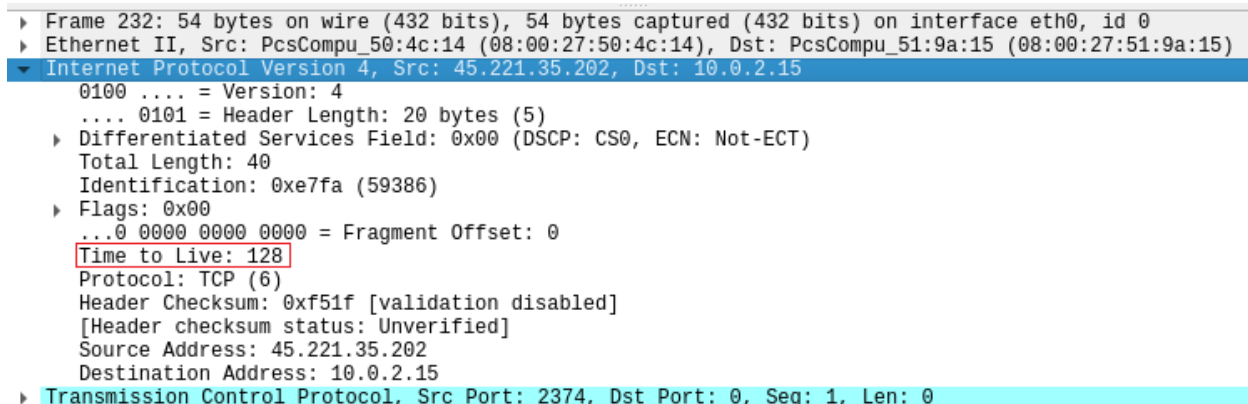 Frame 232: 54 bytes on wire (432 bits), 54 bytes captured (432 bits) on interface eth0, id 0
Ethernet II, Src: PcsCompu_50:4c:14 (08:00:27:50:4c:14), Dst: PcsCompu_51:9a:15 (08:00:27:51:9a:15)
Internet Protocol Version 4, Src: 45.221.35.202, Dst: 10.0.2.15
0100 .... = Version: 4
.... 0101 = Header Length: 20 bytes (5)
Differentiated Services Field: 0x00 (DSCP: CS0, ECN: Not-ECT)
Total Length: 40
Identification: 0xe7fa (59386)
Flags: 0x00
...0 0000 0000 0000 = Fragment Offset: 0
Time to Live: 128
Protocol: TCP (6)
Header Checksum: 0xf51f [validation disabled]
[Header checksum status: Unverified]
Source Address: 45.221.35.202
Destination Address: 10.0.2.15
Transmission Control Protocol, Src Port: 2374, Dst Port: 0, Seq: 1, Len: 0